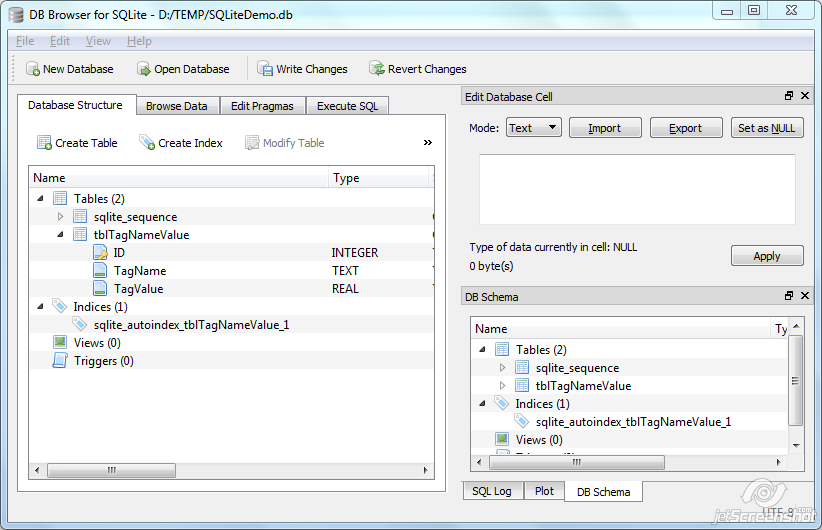 DB Browser for SQLite - D:/TEMP/SQLiteDemo.db
File Edit View Help
New Database Open Database Write Changes Revert Changes
Database Structure Browse Data Edit Pragmas Execute SQL
Create Table Create Index Modify Table »
Name Type
Tables (2)
sqlite_sequence
tblTagNameValue
ID INTEGER
TagName TEXT
TagValue REAL
Indices (1)
sqlite_autoindex_tblTagNameValue_1
Views (0)
Triggers (0)
Edit Database Cell
Mode: Text Import Export Set as NULL
Type of data currently in cell: NULL
0 byte(s)
Apply
DB Schema
Name Ty
Tables (2)
sqlite_sequence
tblTagNameValue
Indices (1)
sqlite_autoindex_tblTagNameValue_1
Views (0)
SQL Log Plot DB Schema
UTF-8
jetScreenshot